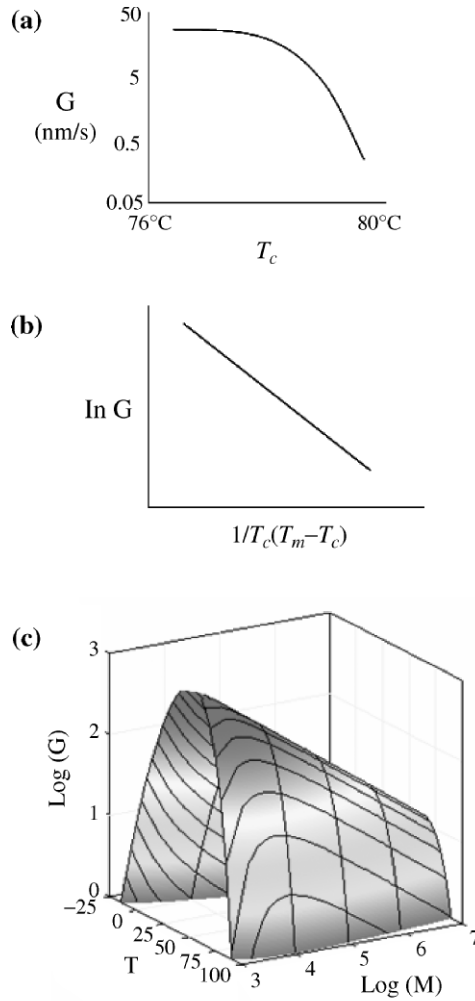 (a)
50
5
0.5
0.05
G
(nm/s)
76°C
80°C
T_c
(b)
In G
1/T_c(T_m–T_c)
(c)
3
2
1
0
Log (G)
–25
0
25
50
75
100
T
3
4
5
6
7
Log (M)